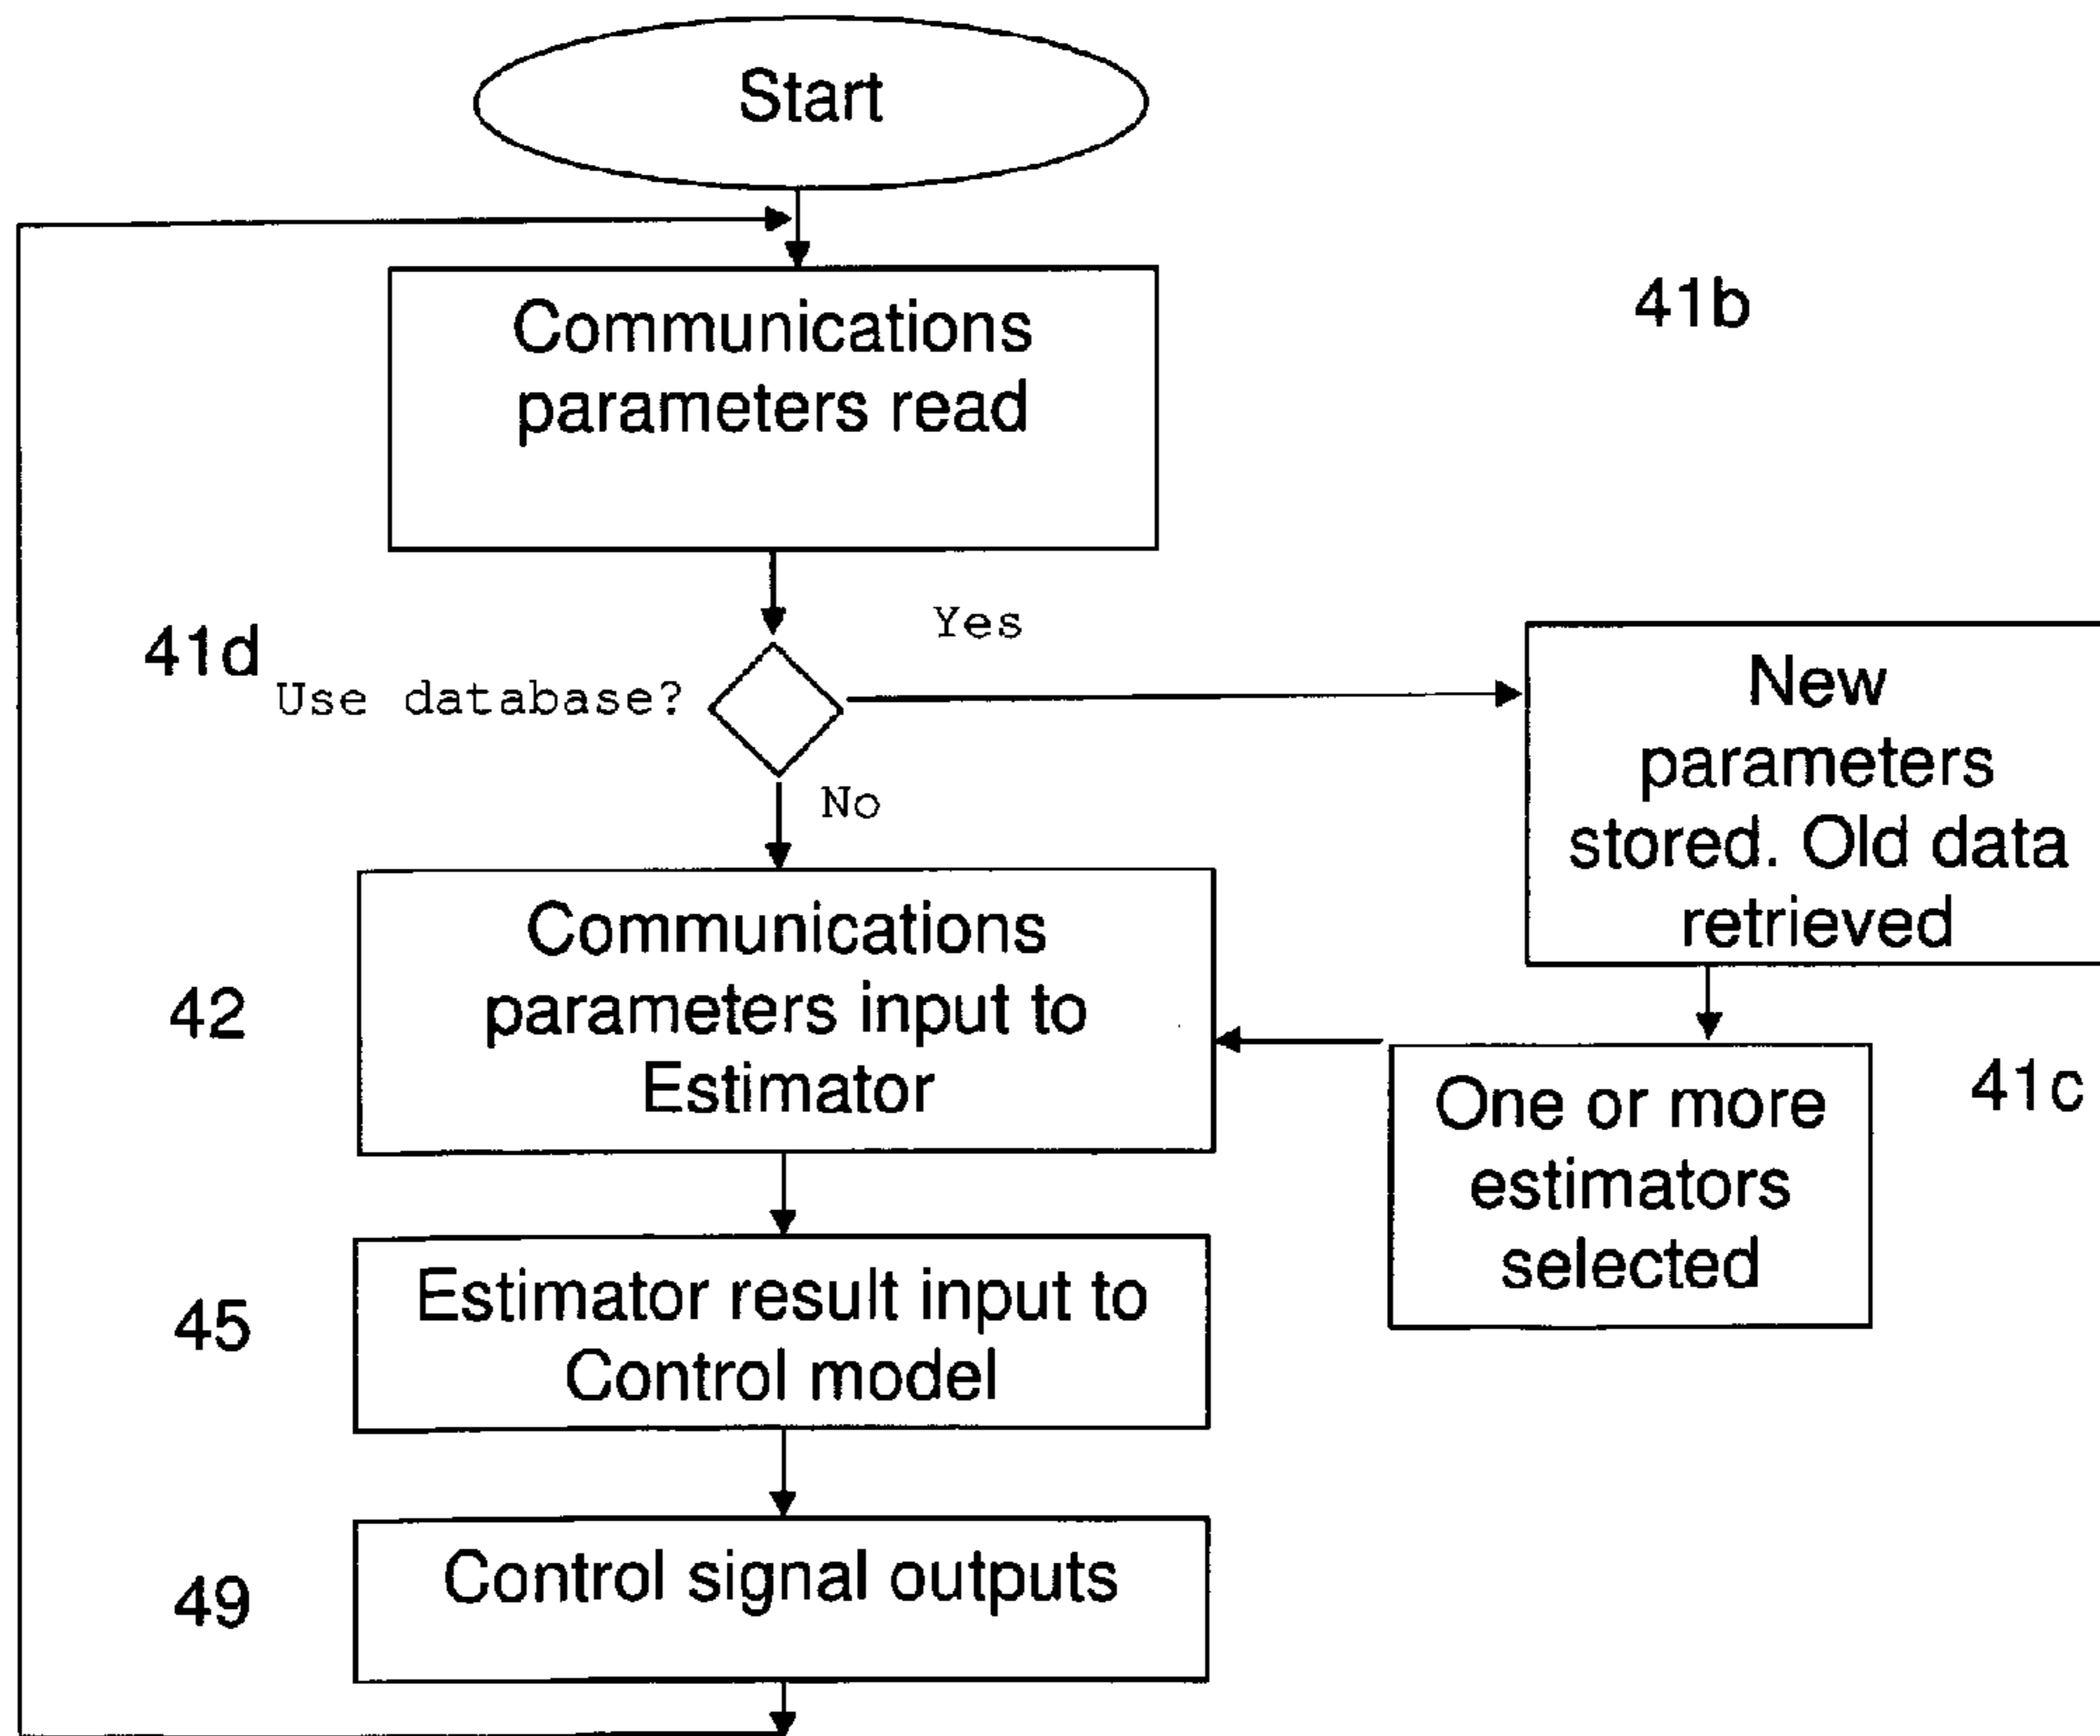 Start
Communications
parameters read
41b
41d
Use database?
Yes
No
New
parameters
stored. Old data
retrieved
42
Communications
parameters input to
Estimator
One or more
estimators
selected
41c
45
Estimator result input to
Control model
49
Control signal outputs